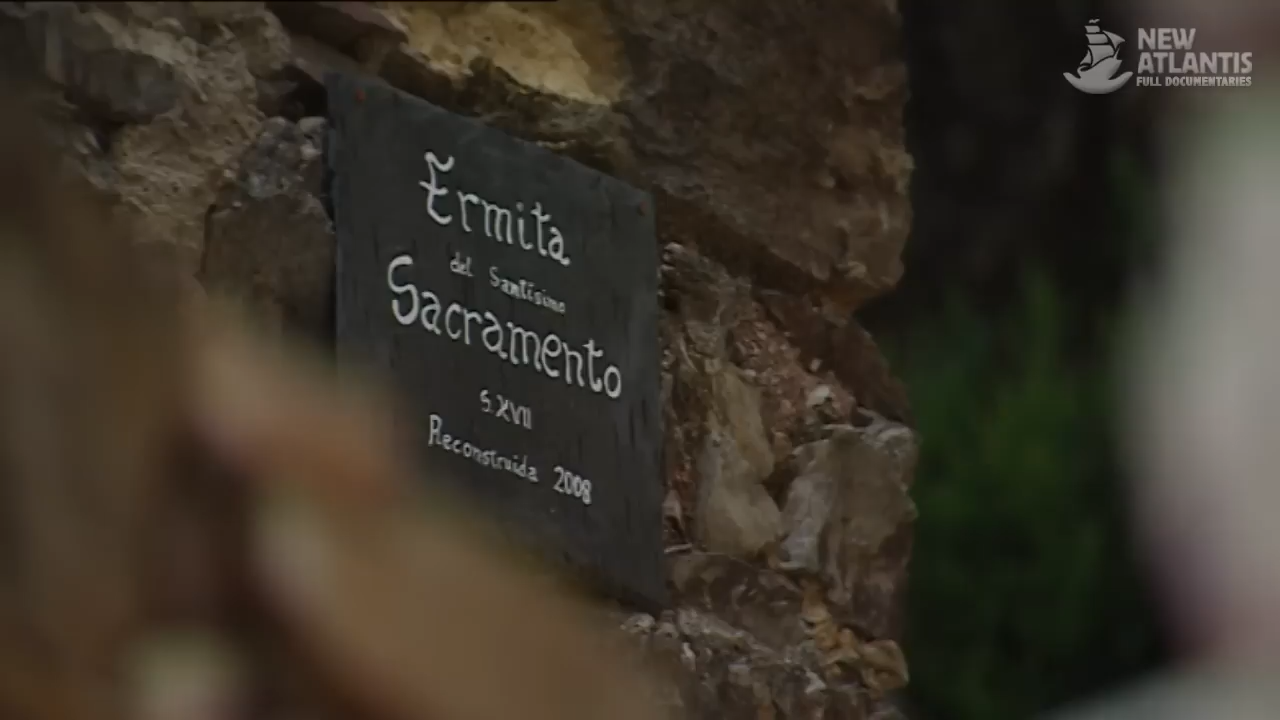 Ermita
del Santísimo
Sacramento
S.XVII
Reconstruida 2008
NEW
ATLANTIS
FULL DOCUMENTARIES